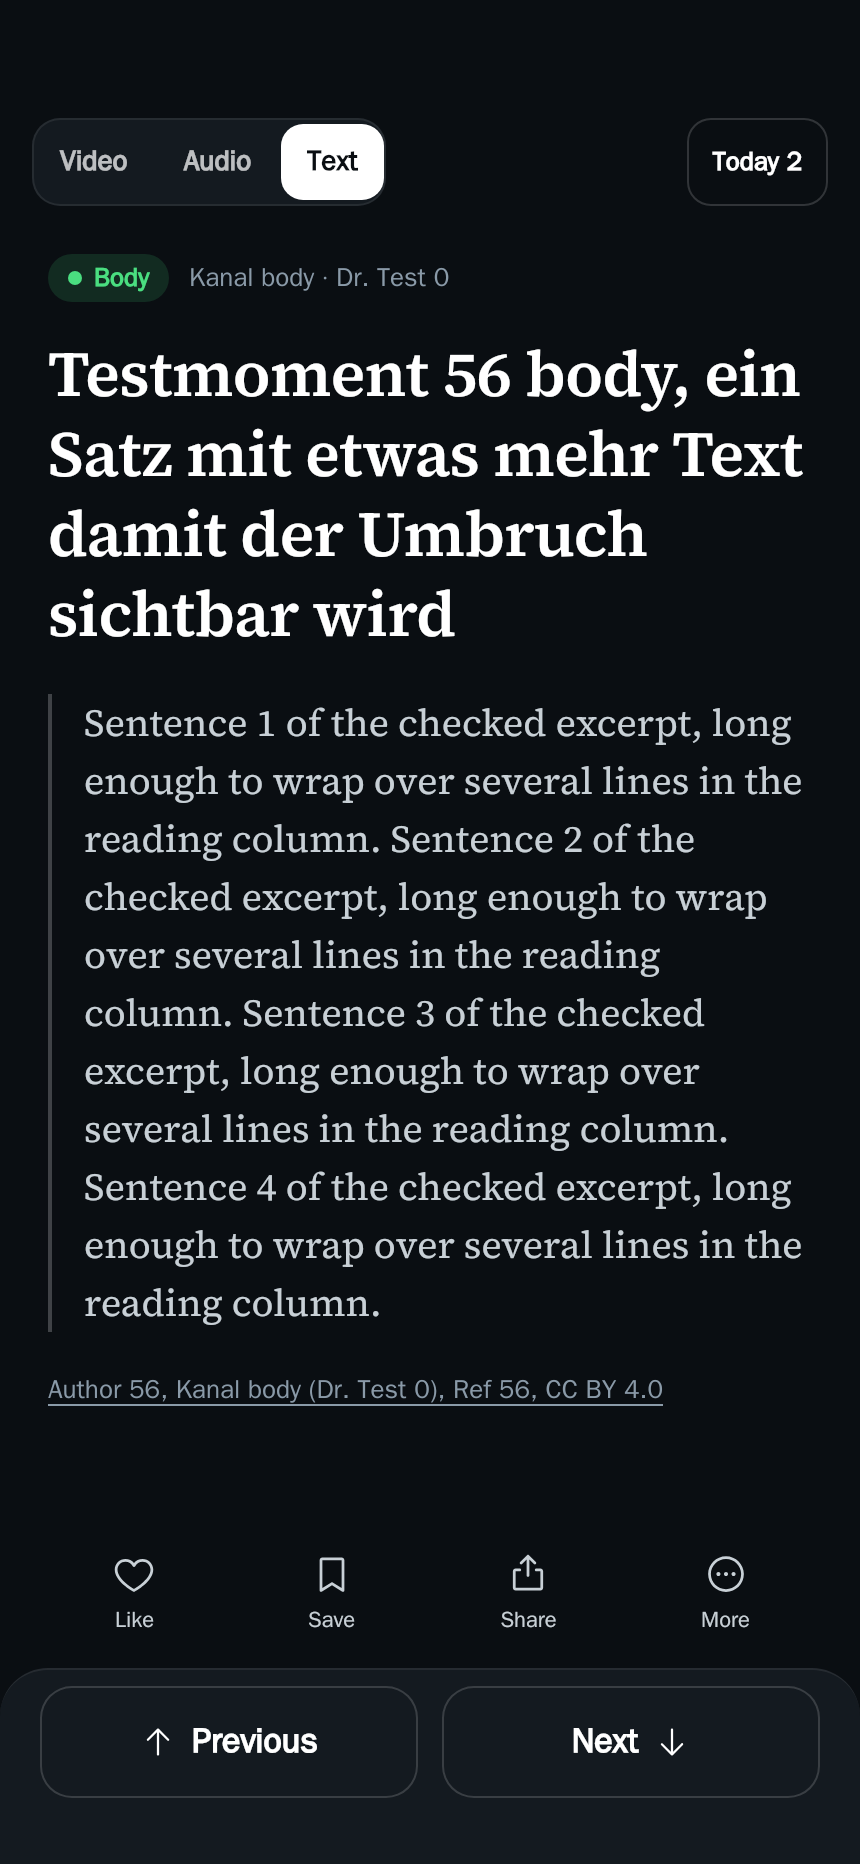 Video Audio Text Today 2
Body Kanal body · Dr. Test 0
Testmoment 56 body, ein
Satz mit etwas mehr Text
damit der Umbruch
sichtbar wird
Sentence 1 of the checked excerpt, long
enough to wrap over several lines in the
reading column. Sentence 2 of the
checked excerpt, long enough to wrap
over several lines in the reading
column. Sentence 3 of the checked
excerpt, long enough to wrap over
several lines in the reading column.
Sentence 4 of the checked excerpt, long
enough to wrap over several lines in the
reading column.
Author 56, Kanal body (Dr. Test 0), Ref 56, CC BY 4.0
Like Save Share More
Previous Next